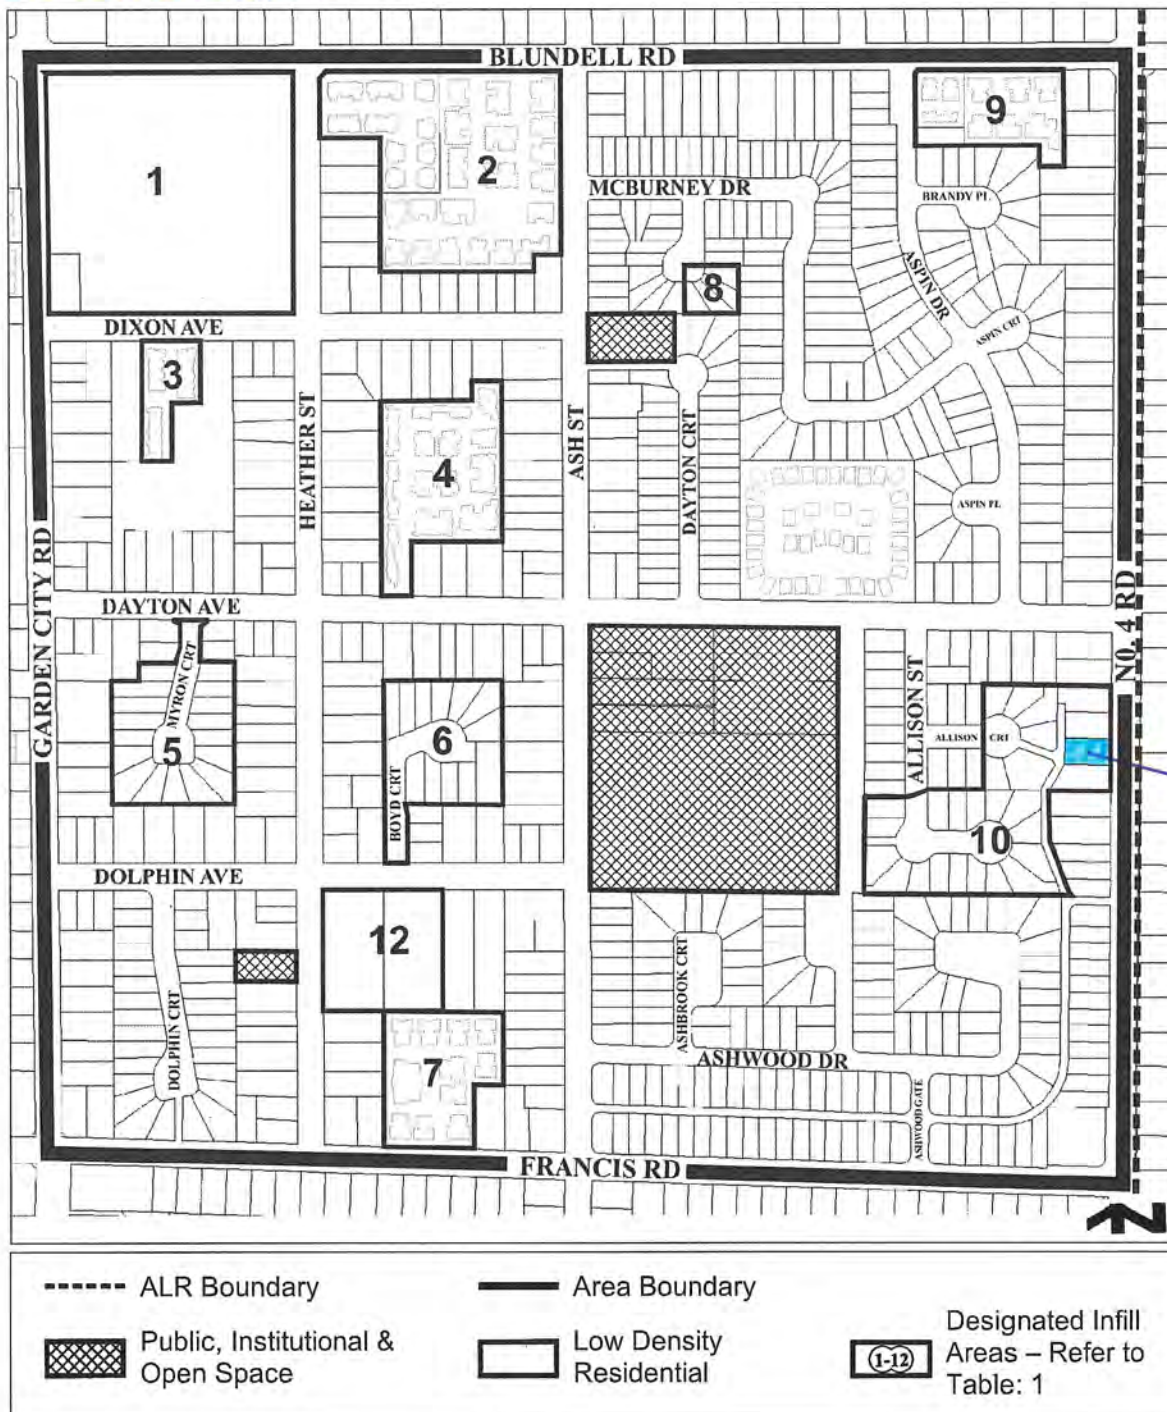 BLUNDELL RD
1
2
9
MCBURNEY DR
BRANDY PL
ASPIN DR
8
ASPIN CRT
DIXON AVE
3
HEATHER ST
4
ASH ST
DAYTON CRT
ASPIN PL
GARDEN CITY RD
DAYTON AVE
NO. 4 RD
MYRON CRT
5
BOYD CRT
6
ALLISON ST
ALLISON CRT
10
DOLPHIN AVE
12
DOLPHIN CRT
7
ASHBROOK CRT
ASHWOOD DR
ASHWOOD GATE
FRANCIS RD
N
ALR Boundary
Area Boundary
Public, Institutional &
Open Space
Low Density
Residential
(1-12)
Designated Infill
Areas – Refer to
Table: 1